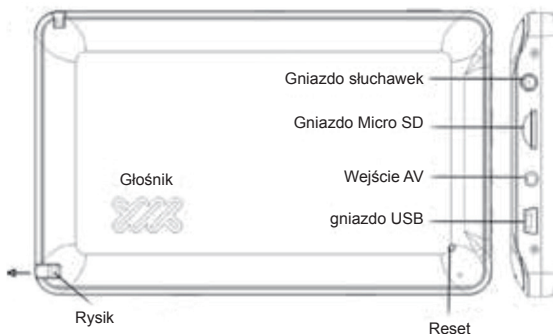 Gniazdo słuchawek
Gniazdo Micro SD
Głośnik
Wejście AV
gniazdo USB
Rysik
Reset